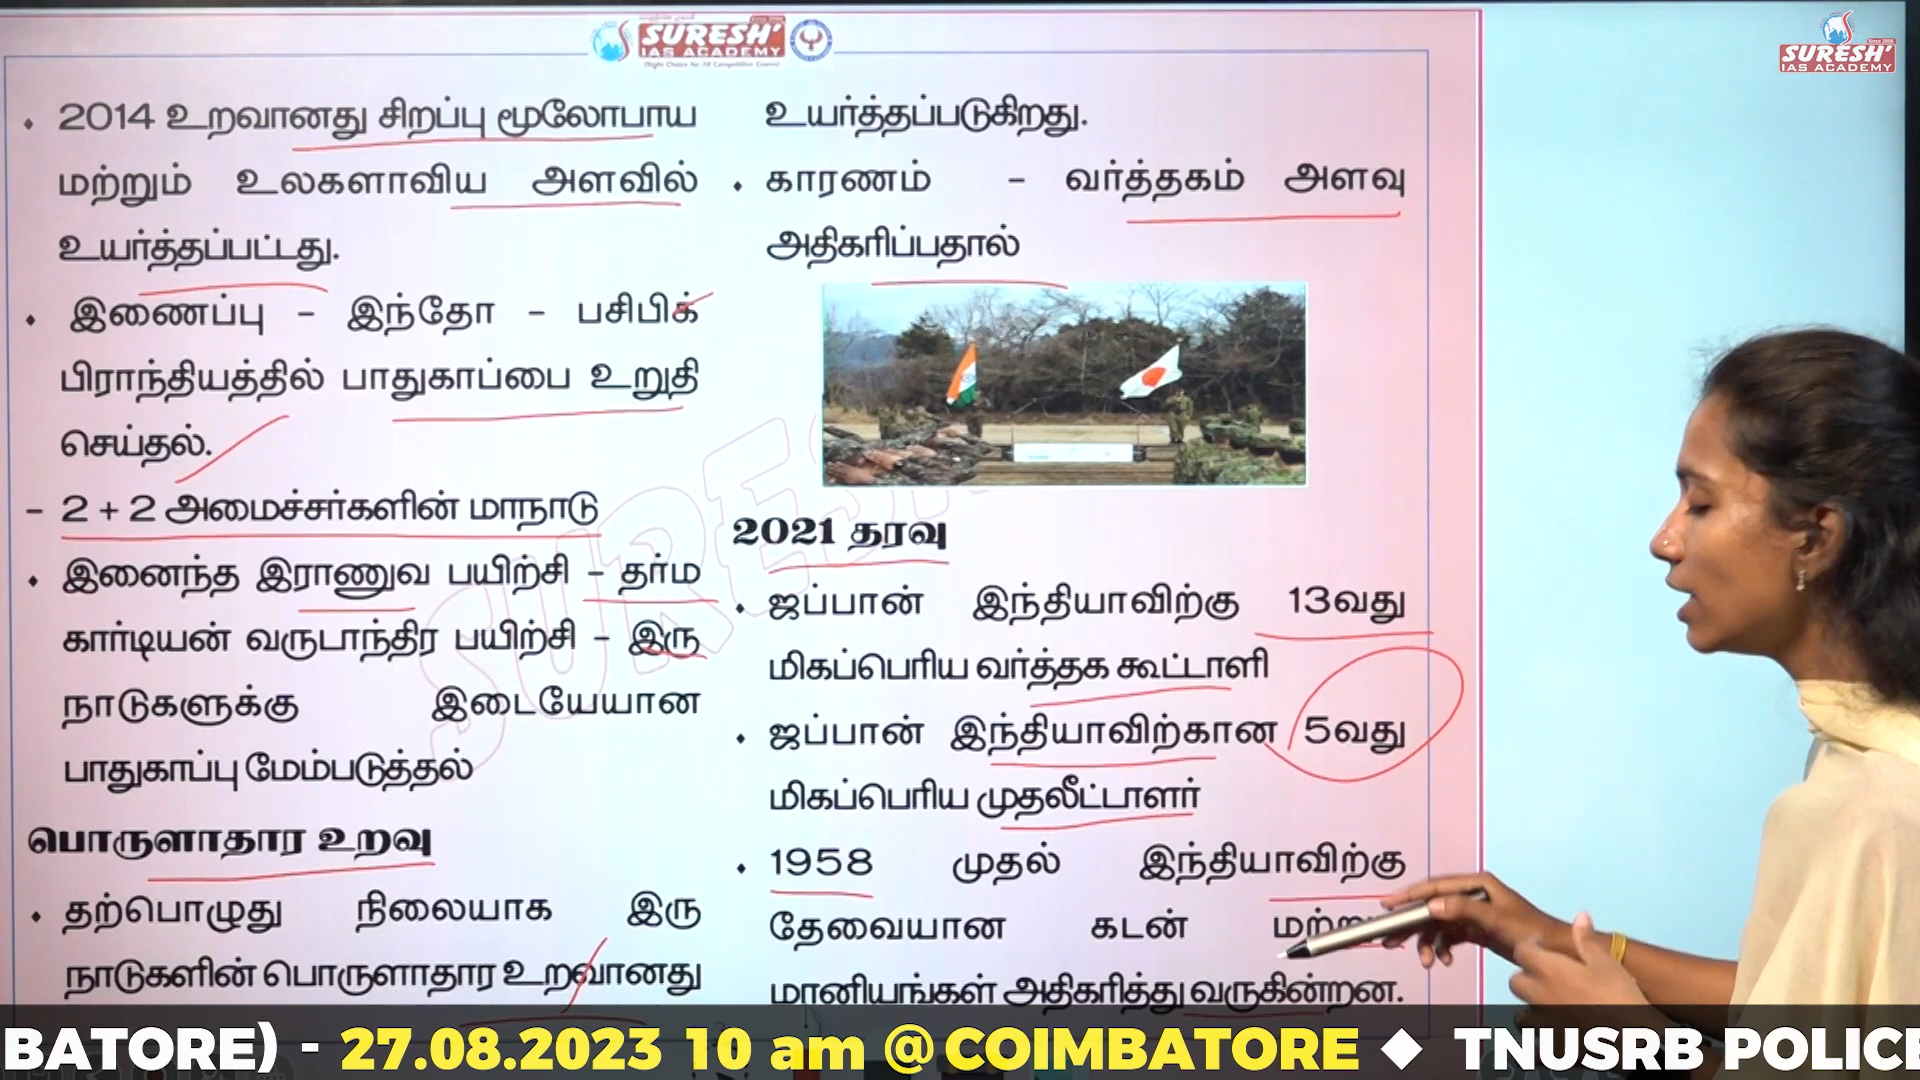 SURESH'
IAS ACADEMY
SURESH'
IAS ACADEMY
2014 உறவானது சிறப்பு மூலோபாய
மற்றும் உலகளாவிய அளவில்
உயர்த்தப்பட்டது.
இணைப்பு - இந்தோ - பசிபிக்
பிராந்தியத்தில் பாதுகாப்பை உறுதி
செய்தல்.
- 2 + 2 அமைச்சர்களின் மாநாடு
இனைந்த இராணுவ பயிற்சி - தர்ம
கார்டியன் வருடாந்திர பயிற்சி - இரு
நாடுகளுக்கு இடையேயான
பாதுகாப்பு மேம்படுத்தல்
பொருளாதார உறவு
தற்பொழுது நிலையாக இரு
நாடுகளின் பொருளாதார உறவானது
உயர்த்தப்படுகிறது.
காரணம் - வர்த்தகம் அளவு
அதிகரிப்பதால்
2021 தரவு
ஜப்பான் இந்தியாவிற்கு 13வது
மிகப்பெரிய வர்த்தக கூட்டாளி
ஜப்பான் இந்தியாவிற்கான 5வது
மிகப்பெரிய முதலீட்டாளர்
1958 முதல் இந்தியாவிற்கு
தேவையான கடன் மற்றும்
மானியங்கள் அதிகரித்து வருகின்றன.
BATORE) - 27.08.2023 10 am @ COIMBATORE ◆ TNUSRB POLICE